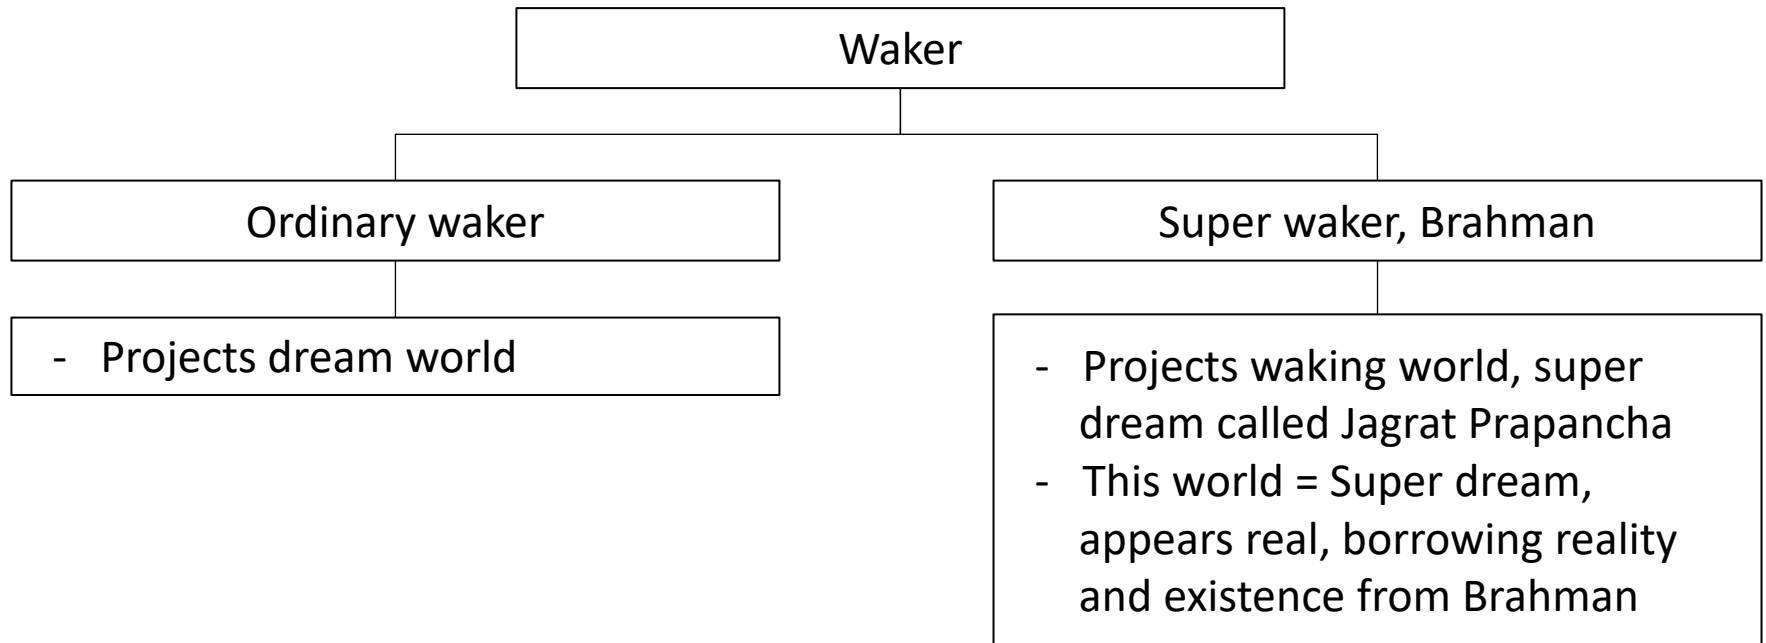 Waker
Ordinary waker
Super waker, Brahman
- Projects dream world
- Projects waking world, super
dream called Jagrat Prapancha
- This world = Super dream,
appears real, borrowing reality
and existence from Brahman